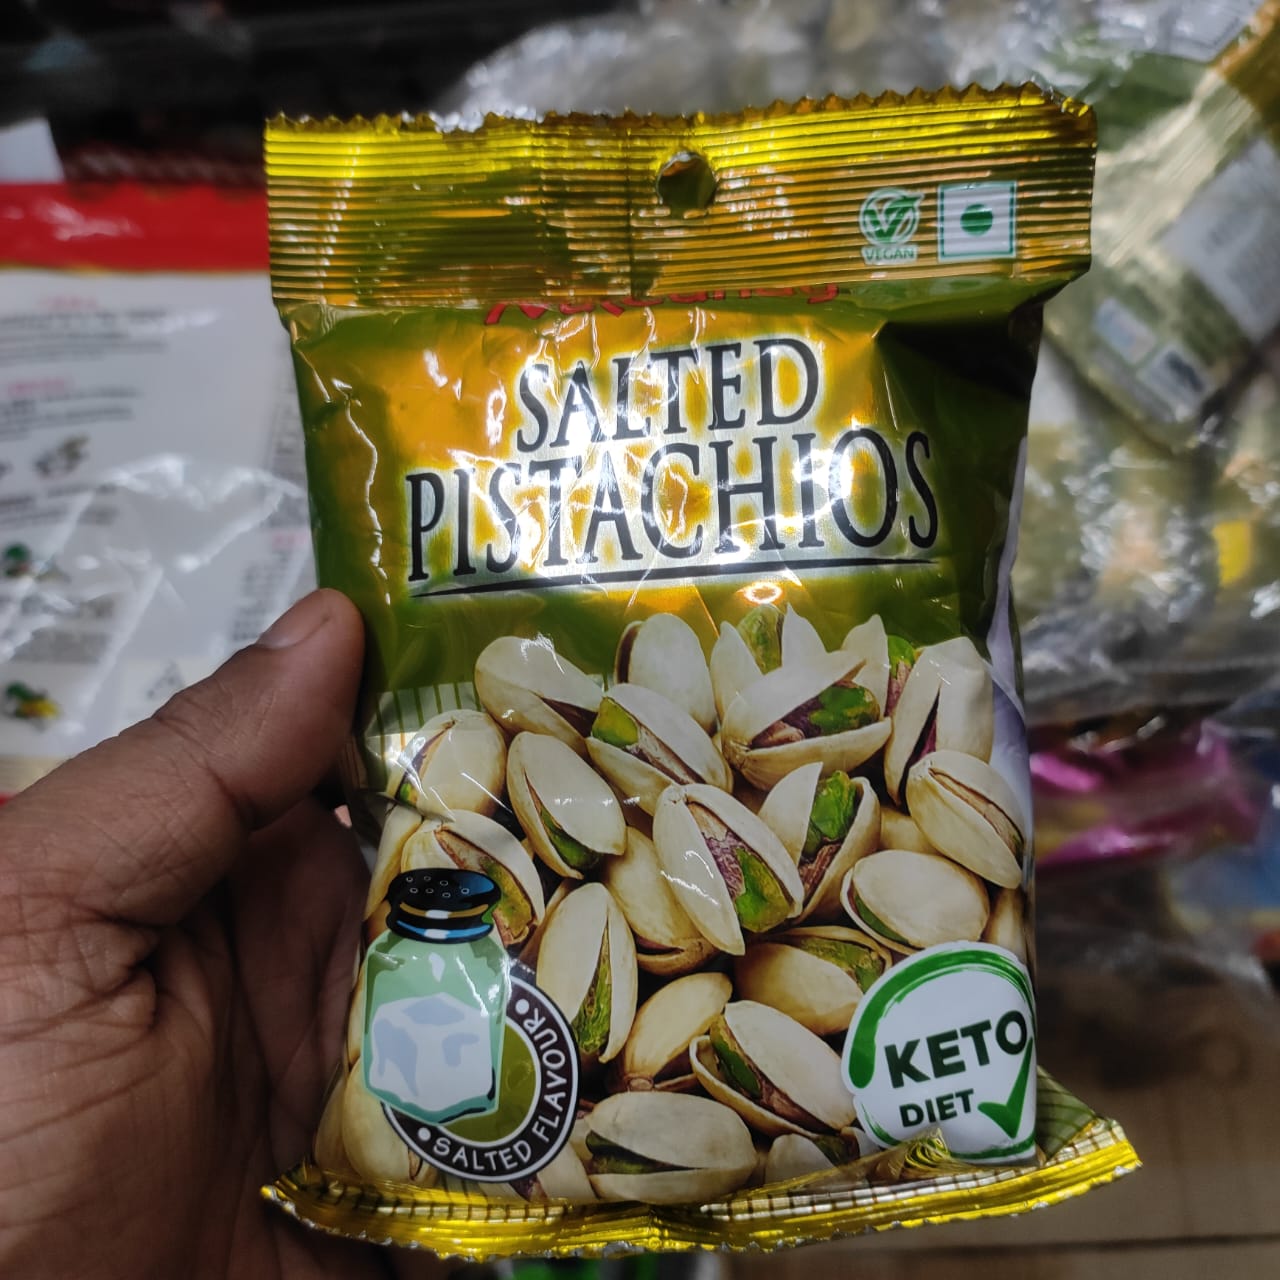 VEGAN
SALTED
PISTACHIOS
SALTED FLAVOUR
KETO
DIET